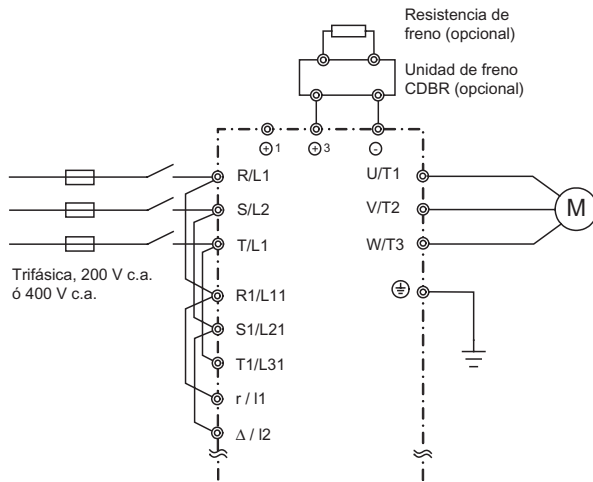 Resistencia de
freno (opcional)
Unidad de freno
CDBR (opcional)
⊕1
⊕3
⊖
R/L1
U/T1
S/L2
V/T2
M
T/L1
W/T3
Trifásica, 200 V c.a.
ó 400 V c.a.
R1/L11
S1/L21
T1/L31
r / l1
Δ / l2